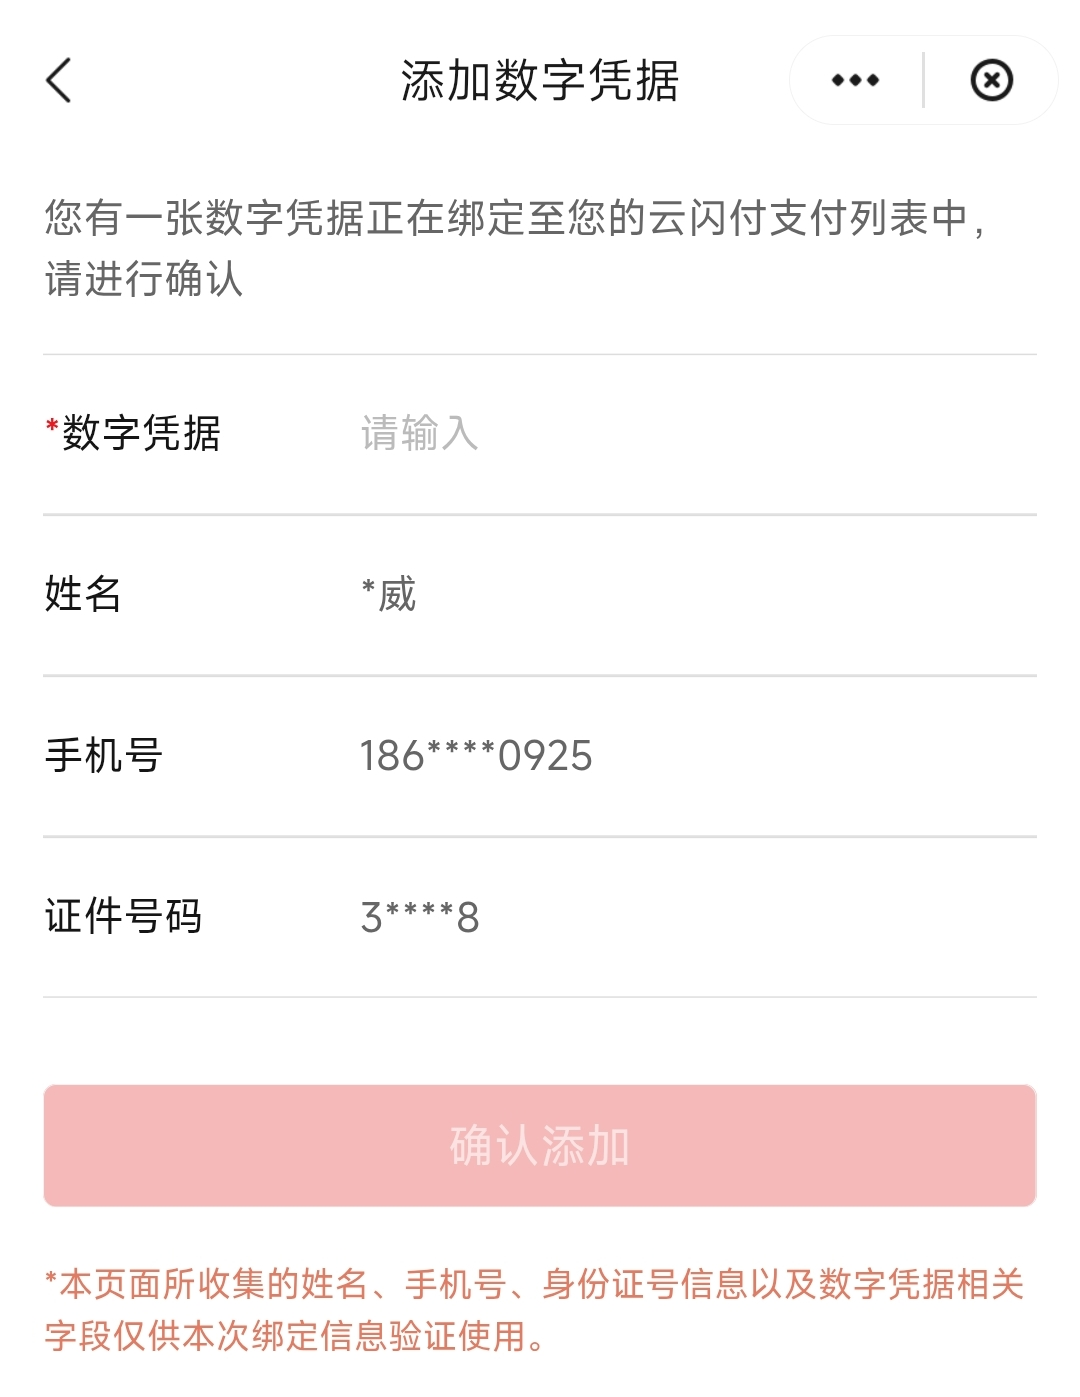 添加数字凭据
您有一张数字凭据正在绑定至您的云闪付支付列表中,
请进行确认
*数字凭据 请输入
姓名 *威
手机号 186****0925
证件号码 3****8
确认添加
*本页面所收集的姓名、手机号、身份证号信息以及数字凭据相关
字段仅供本次绑定信息验证使用。